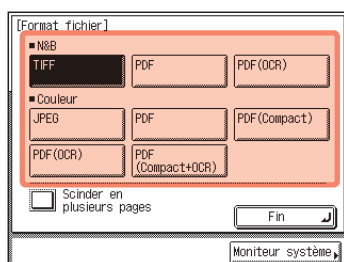 [Format fichier]
■N&B
TIFF PDF PDF(OCR)
■Couleur
JPEG PDF PDF(Compact)
PDF(OCR) PDF
(Compact+OCR)
Scinder en
plusieurs pages
Fin
Moniteur système